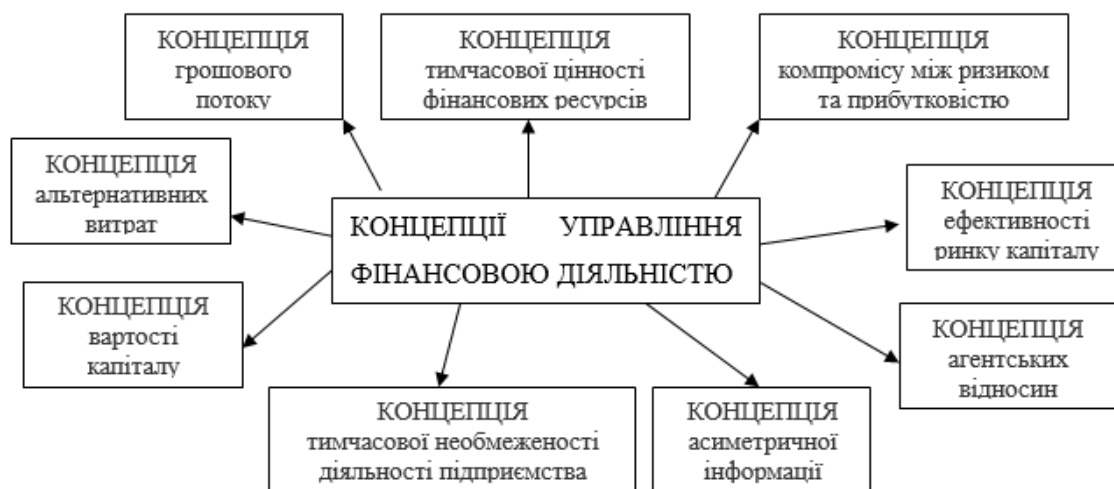 КОНЦЕПЦІЯ
грошового
потоку
КОНЦЕПЦІЯ
тимчасової цінності
фінансових ресурсів
КОНЦЕПЦІЯ
компромісу між ризиком
та прибутковістю
КОНЦЕПЦІЯ
альтернативних
витрат
КОНЦЕПЦІЇ УПРАВЛІННЯ
ФІНАНСОВОЮ ДІЯЛЬНІСТЮ
КОНЦЕПЦІЯ
ефективності
ринку капіталу
КОНЦЕПЦІЯ
вартості
капіталу
КОНЦЕПЦІЯ
агентських
відносин
КОНЦЕПЦІЯ
тимчасової необмеженості
діяльності підприємства
КОНЦЕПЦІЯ
асиметричної
інформації